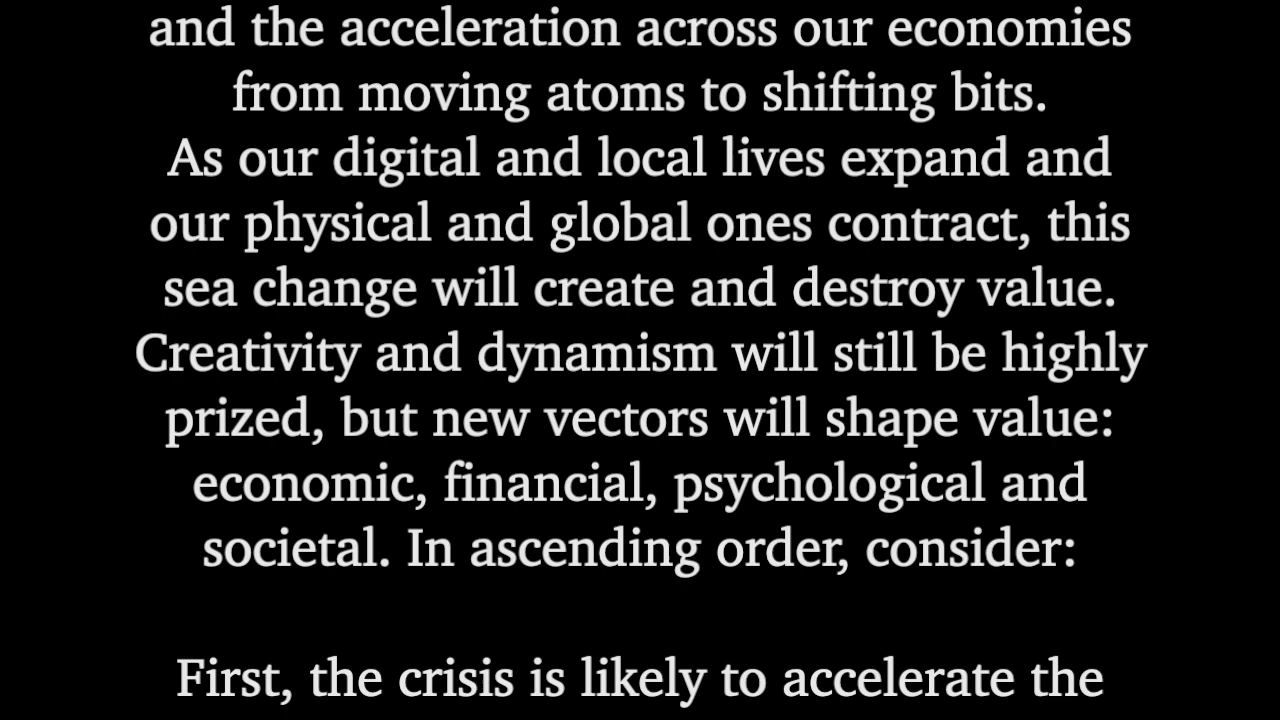 and the acceleration across our economies
from moving atoms to shifting bits.
As our digital and local lives expand and
our physical and global ones contract, this
sea change will create and destroy value.
Creativity and dynamism will still be highly
prized, but new vectors will shape value:
economic, financial, psychological and
societal. In ascending order, consider:
First, the crisis is likely to accelerate the